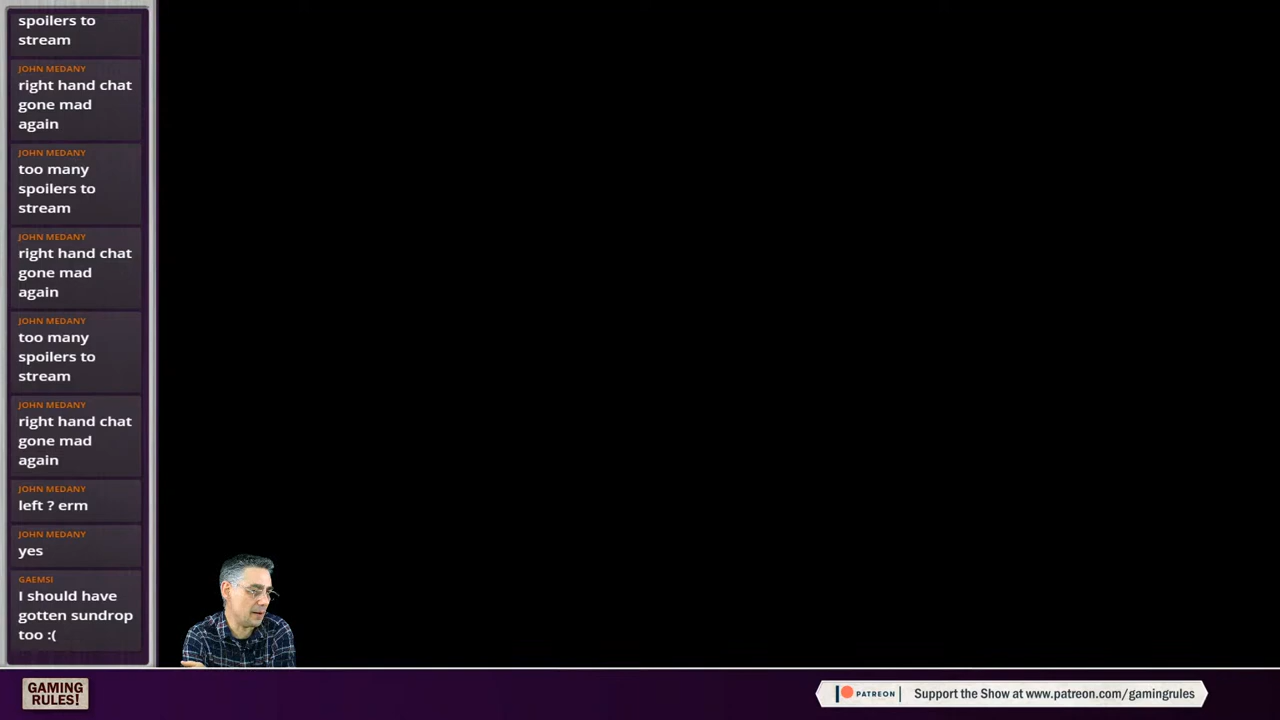 spoilers to
stream
JOHN MEDANY
right hand chat
gone mad
again
JOHN MEDANY
too many
spoilers to
stream
JOHN MEDANY
right hand chat
gone mad
again
JOHN MEDANY
too many
spoilers to
stream
JOHN MEDANY
right hand chat
gone mad
again
JOHN MEDANY
left ? erm
JOHN MEDANY
yes
GAEMSI
I should have
gotten sundrop
too :(
GAMING
RULES!
PATREON
Support the Show at www.patreon.com/gamingrules